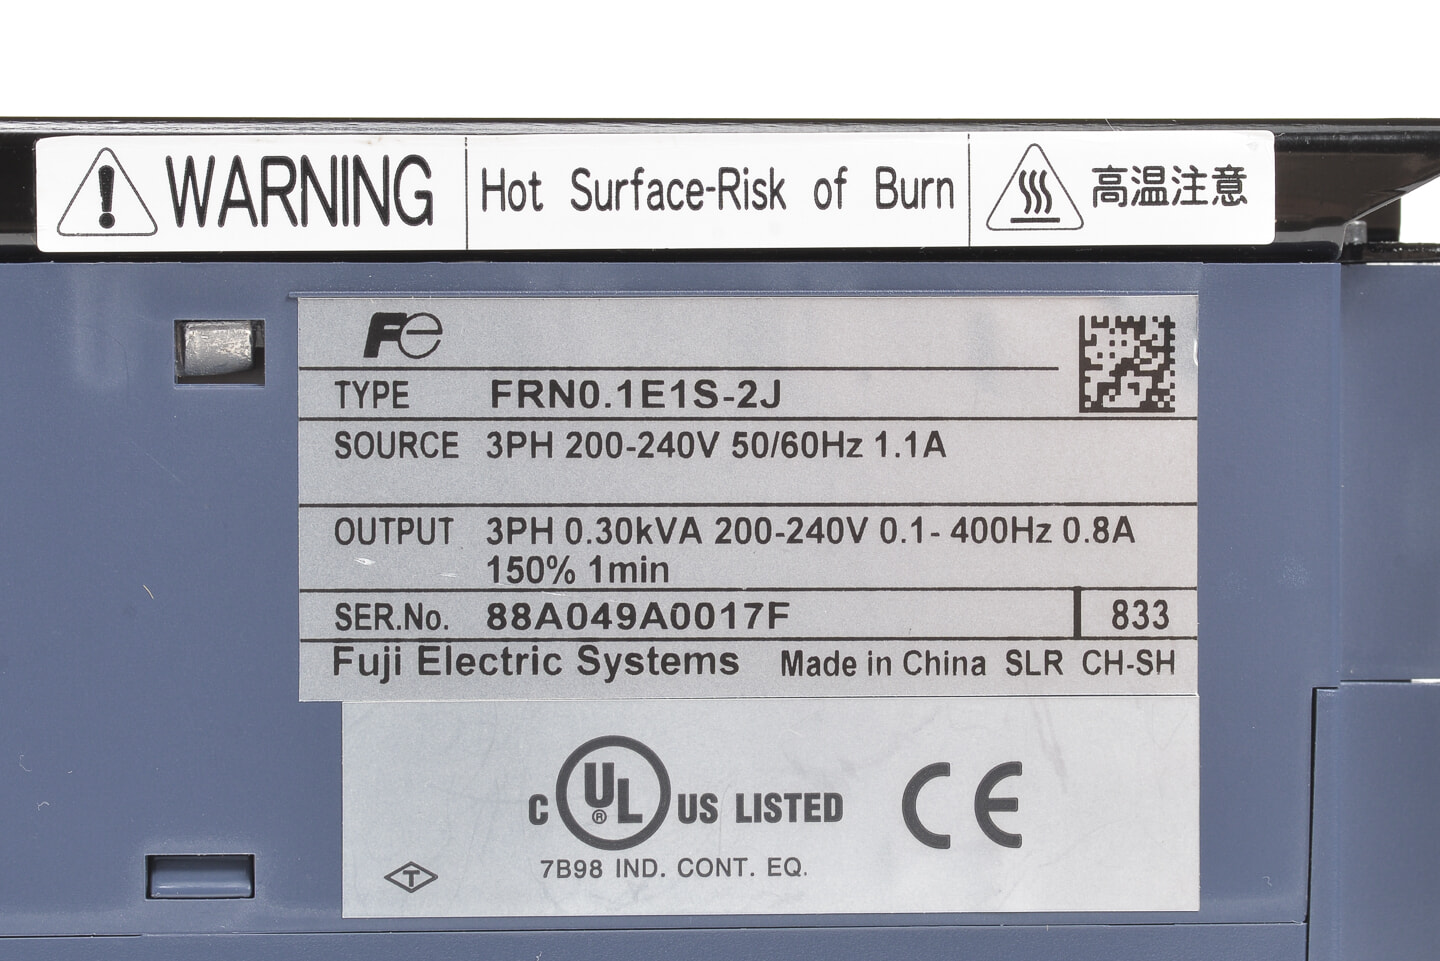 WARNING Hot Surface-Risk of Burn 高温注意
Fe
TYPE FRN0.1E1S-2J
SOURCE 3PH 200-240V 50/60Hz 1.1A
OUTPUT 3PH 0.30kVA 200-240V 0.1- 400Hz 0.8A
150% 1min
SER.No. 88A049A0017F 833
Fuji Electric Systems Made in China SLR CH-SH
C UL® US LISTED CE
7B98 IND. CONT. EQ.
T